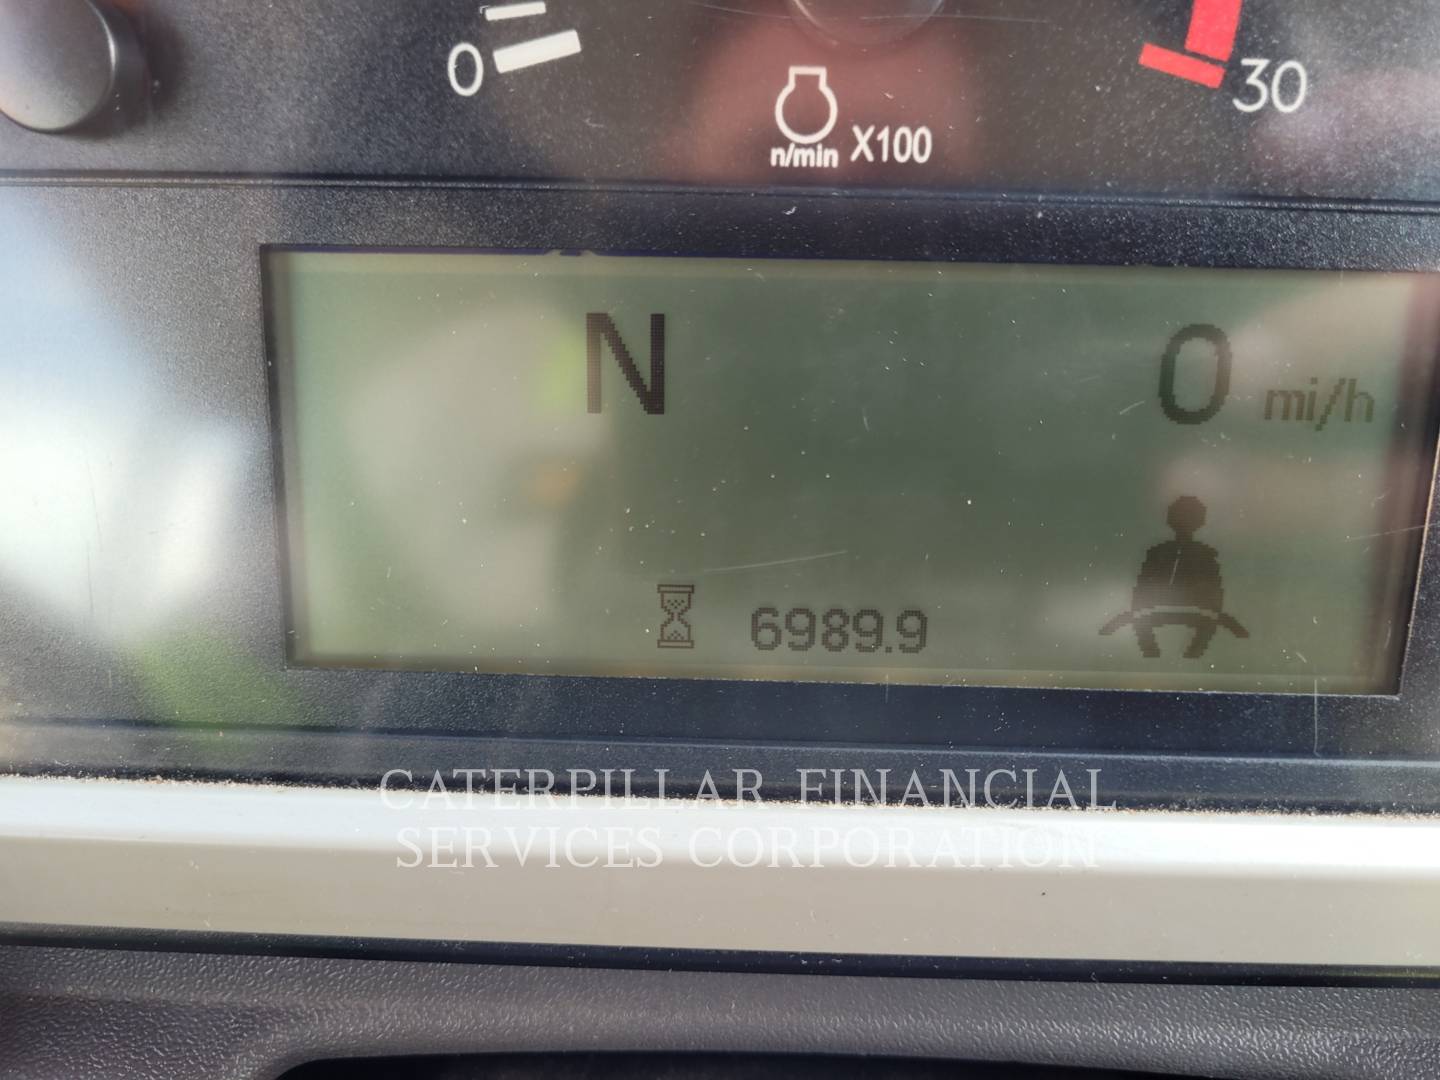 0
30
n/min X100
N 0 mi/h
6989.9
CATERPILLAR FINANCIAL
SERVICES CORPORATION